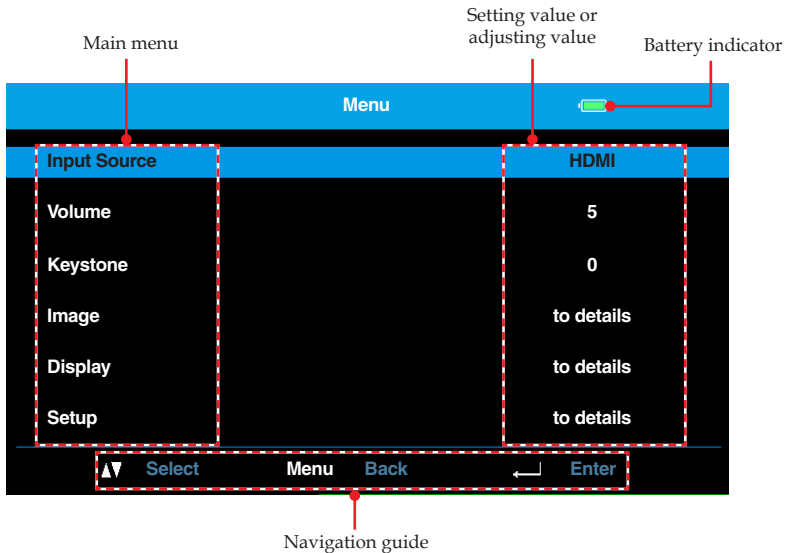 Setting value or
adjusting value
Main menu
Battery indicator
Menu
Input Source HDMI
Volume 5
Keystone 0
Image to details
Display to details
Setup to details
Select Menu Back Enter
Navigation guide